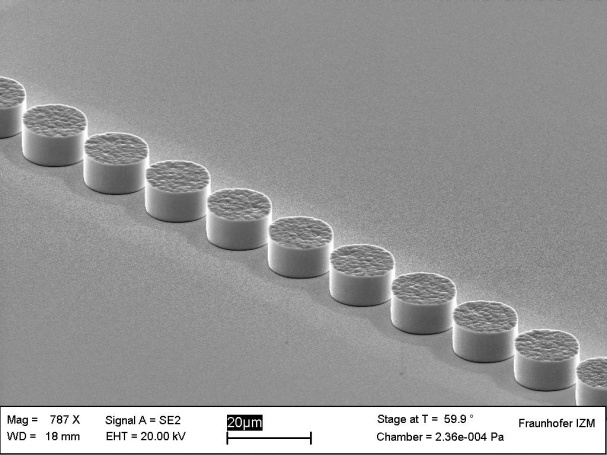 Mag = 787 X Signal A = SE2 20µm Stage at T = 59.9 ° Fraunhofer IZM
WD = 18 mm EHT = 20.00 kV Chamber = 2.36e-004 Pa